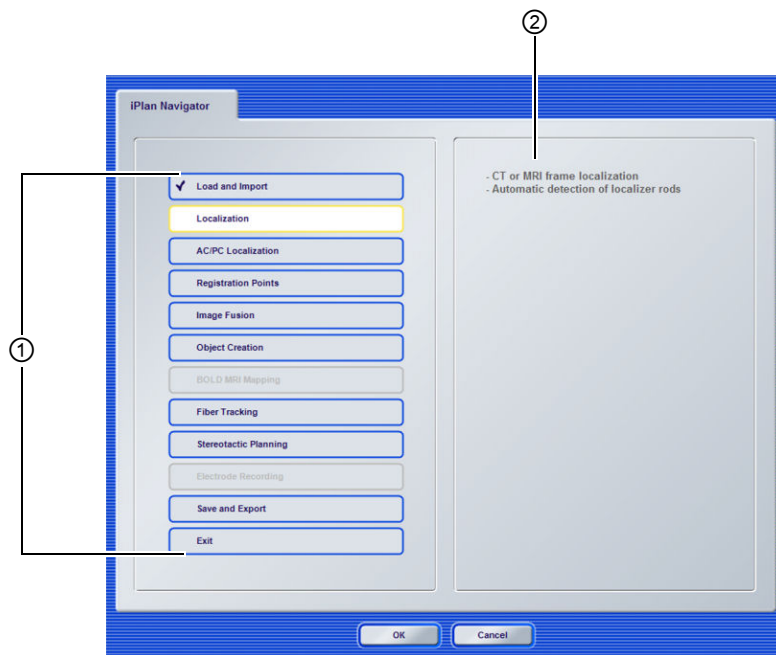 ②
iPlan Navigator
①
✓ Load and Import
Localization
AC/PC Localization
Registration Points
Image Fusion
Object Creation
BOLD MRI Mapping
Fiber Tracking
Stereotactic Planning
Electrode Recording
Save and Export
Exit
- CT or MRI frame localization
- Automatic detection of localizer rods
OK
Cancel